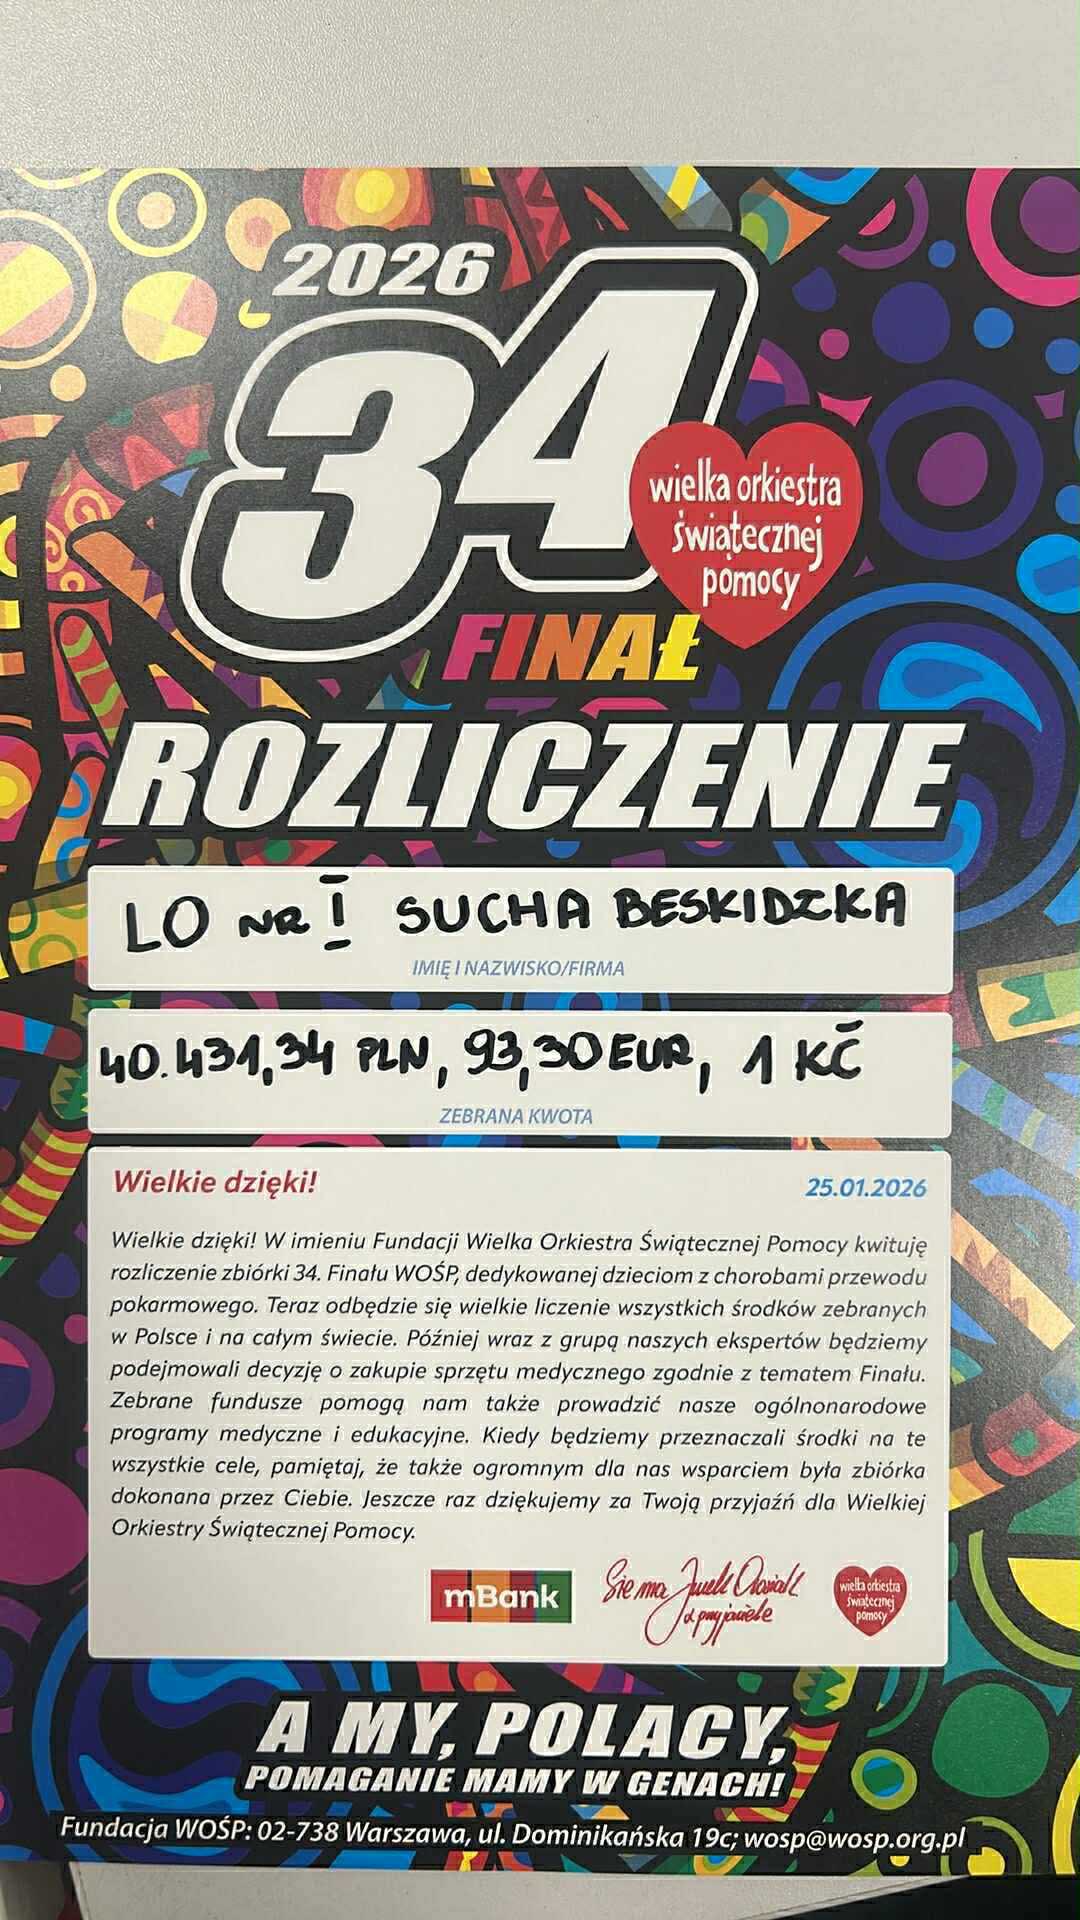 2026
34
wielka orkiestra
świątecznej
pomocy
FINAŁ
ROZLICZENIE
LO NR I SUCHA BESKIDZKA
IMIĘ I NAZWISKO/FIRMA
40.431,34 PLN, 93,30 EUR, 1 KČ
ZEBRANA KWOTA
Wielkie dzięki! 25.01.2026
Wielkie dzięki! W imieniu Fundacji Wielka Orkiestra Świątecznej Pomocy kwituję
rozliczenie zbiórki 34. Finału WOŚP, dedykowanej dzieciom z chorobami przewodu
pokarmowego. Teraz odbędzie się wielkie liczenie wszystkich środków zebranych
w Polsce i na całym świecie. Później wraz z grupą naszych ekspertów będziemy
podejmowali decyzję o zakupie sprzętu medycznego zgodnie z tematem Finału.
Zebrane fundusze pomogą nam także prowadzić nasze ogólnonarodowe
programy medyczne i edukacyjne. Kiedy będziemy przeznaczali środki na te
wszystkie cele, pamiętaj, że także ogromnym dla nas wsparciem była zbiórka
dokonana przez Ciebie. Jeszcze raz dziękujemy za Twoją przyjaźń dla Wielkiej
Orkiestry Świątecznej Pomocy.
mBank
Sie ma Jurek Owsiak
z przyjaciele
wielka orkiestra
świątecznej
pomocy
A MY, POLACY,
POMAGANIE MAMY W GENACH!
Fundacja WOŚP: 02-738 Warszawa, ul. Dominikańska 19c; wosp@wosp.org.pl